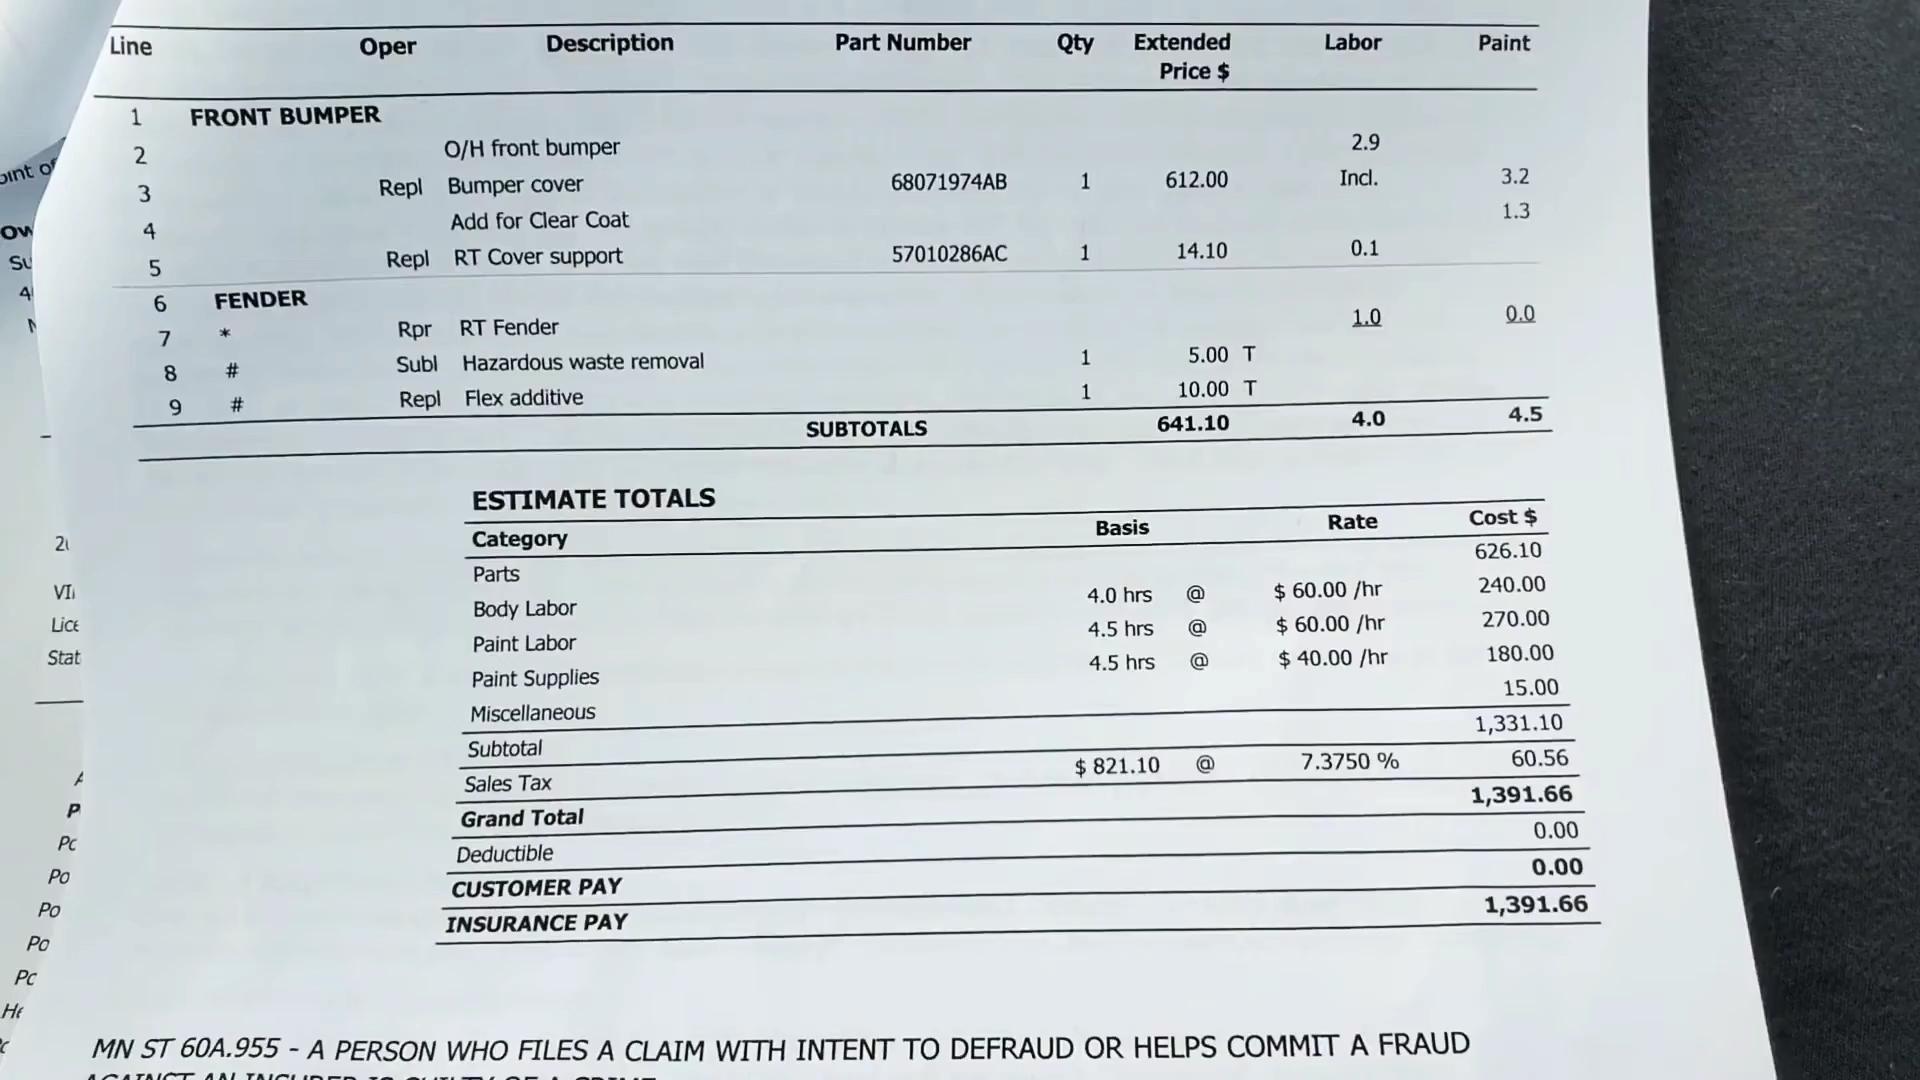 Line Oper Description Part Number Qty Extended Price $ Labor Paint
1 FRONT BUMPER
2 O/H front bumper 2.9
3 Repl Bumper cover 68071974AB 1 612.00 Incl. 3.2
4 Add for Clear Coat 1.3
5 Repl RT Cover support 57010286AC 1 14.10 0.1
6 FENDER
7 * Rpr RT Fender 1.0 0.0
8 # Subl Hazardous waste removal 1 5.00 T
9 # Repl Flex additive 1 10.00 T
SUBTOTALS 641.10 4.0 4.5
ESTIMATE TOTALS
Category Basis Rate Cost $
Parts 626.10
Body Labor 4.0 hrs @ $ 60.00 /hr 240.00
Paint Labor 4.5 hrs @ $ 60.00 /hr 270.00
Paint Supplies 4.5 hrs @ $ 40.00 /hr 180.00
Miscellaneous 15.00
Subtotal 1,331.10
Sales Tax $ 821.10 @ 7.3750 % 60.56
Grand Total 1,391.66
Deductible 0.00
CUSTOMER PAY 0.00
INSURANCE PAY 1,391.66
MN ST 60A.955 - A PERSON WHO FILES A CLAIM WITH INTENT TO DEFRAUD OR HELPS COMMIT A FRAUD